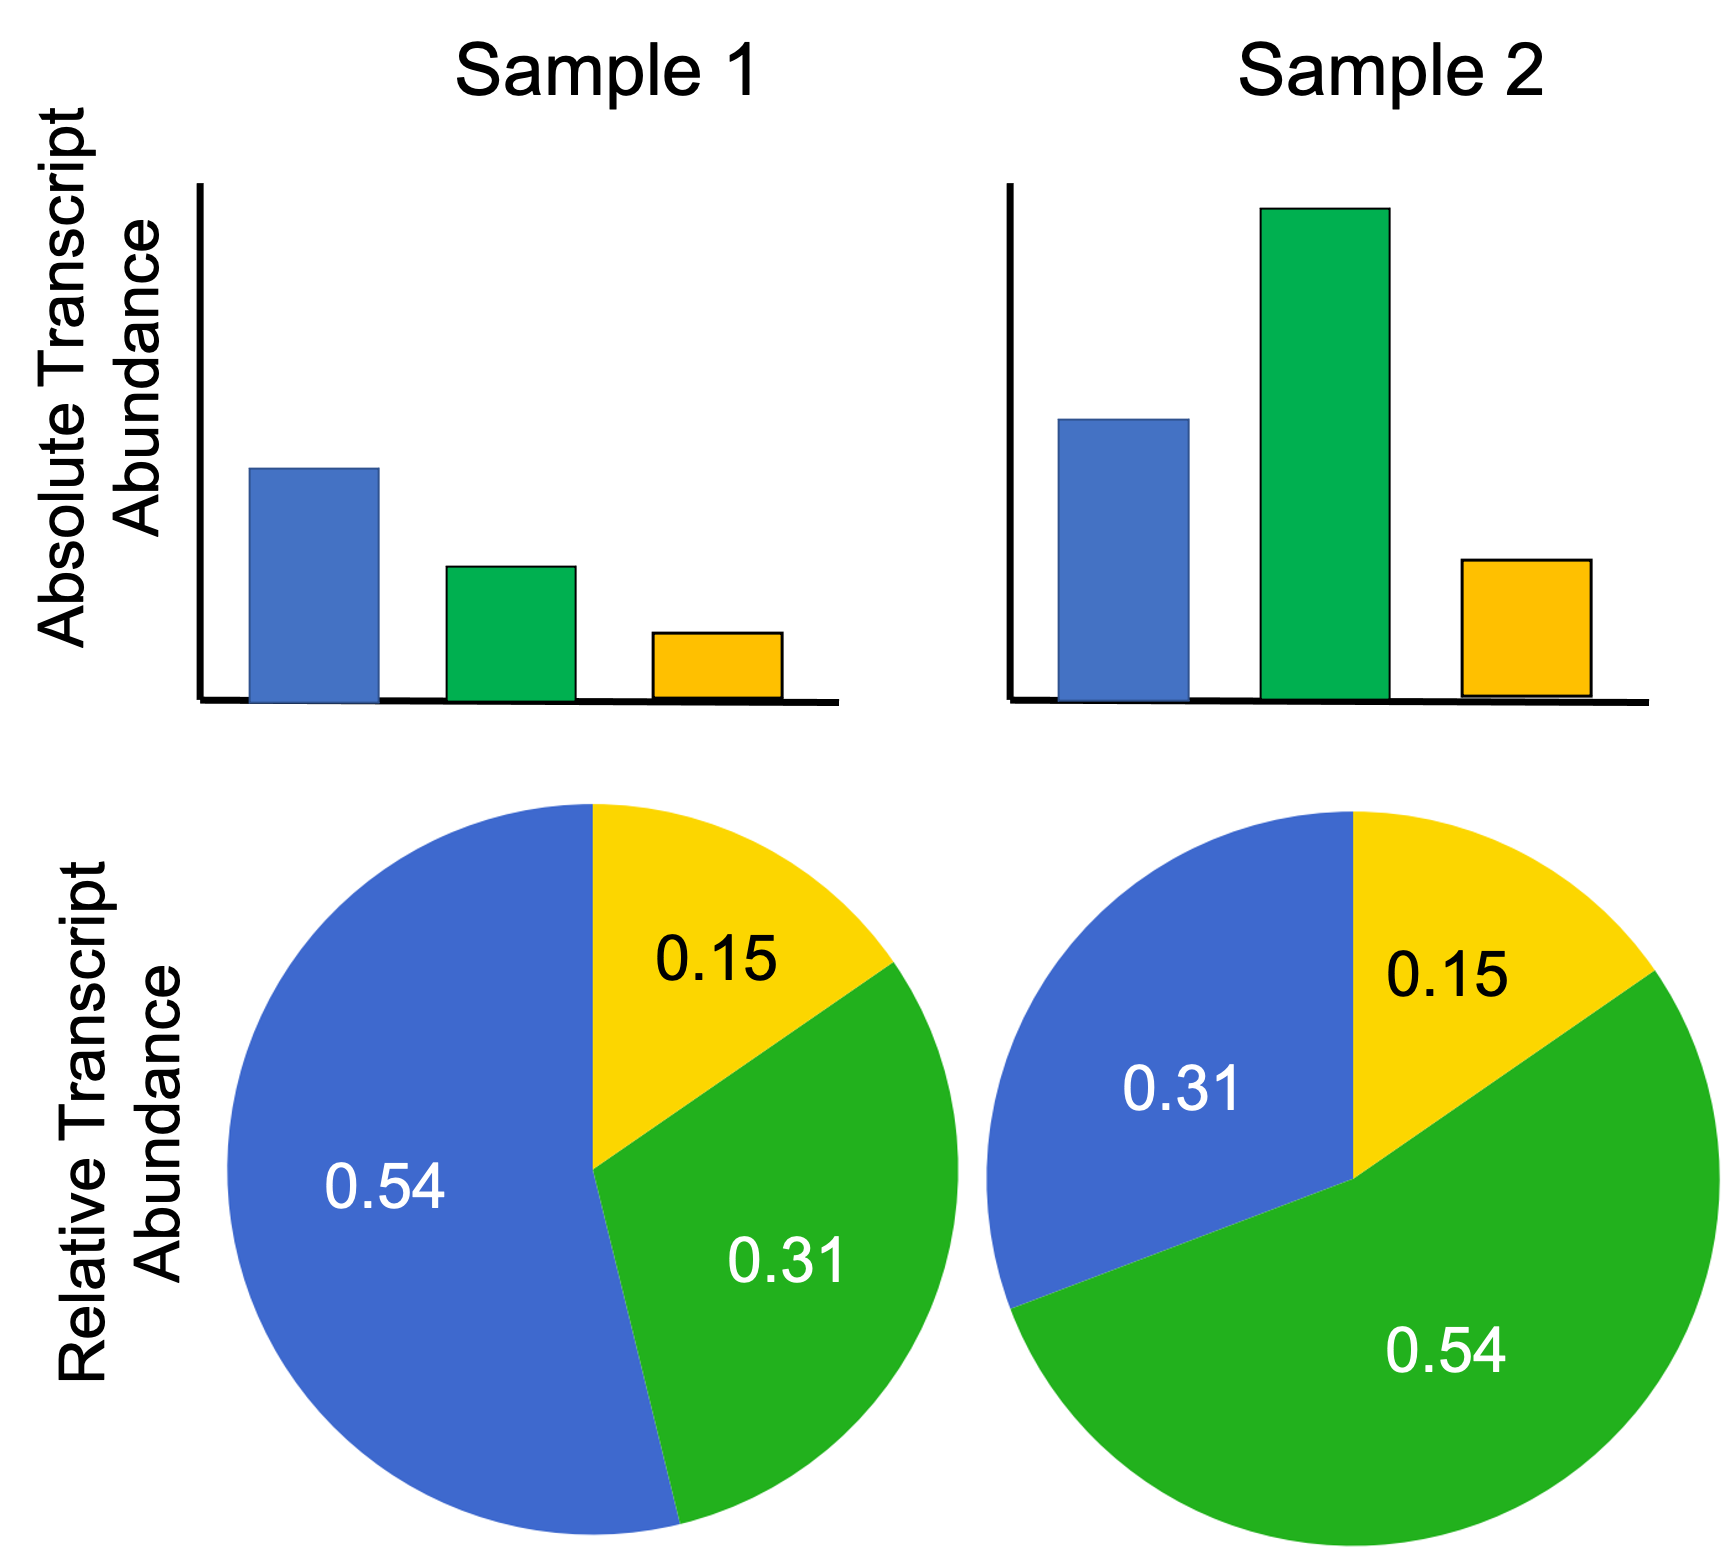 Sample 1
Sample 2
Absolute Transcript
Abundance
Relative Transcript
Abundance
0.15
0.54
0.31
0.15
0.31
0.54